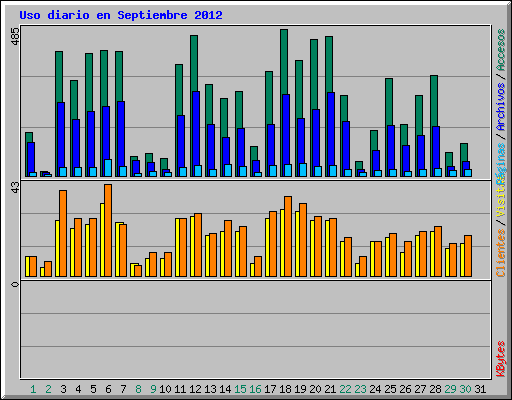 Uso diario en Septiembre 2012
485
43
0
Accesos / Archivos / Páginas
Visitas / Clientes
KBytes
1 2 3 4 5 6 7 8 9 10 11 12 13 14 15 16 17 18 19 20 21 22 23 24 25 26 27 28 29 30 31